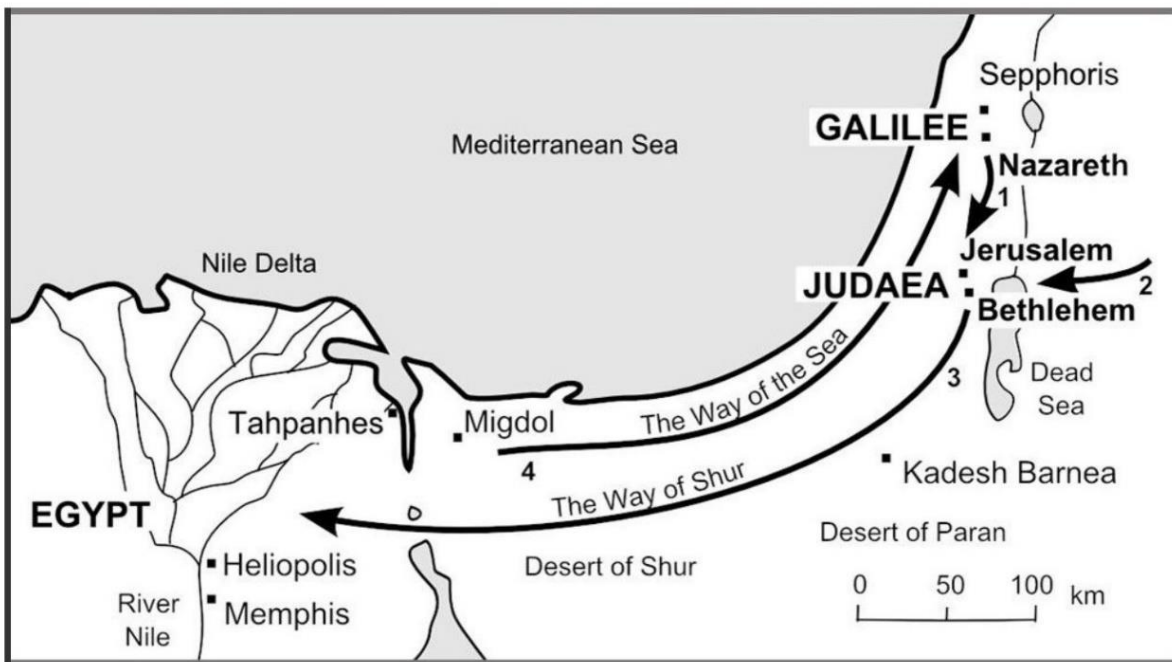 Sepphoris
GALILEE
Mediterranean Sea
Nazareth
1
Nile Delta
Jerusalem
JUDAEA
2
Bethlehem
The Way of the Sea
3
Dead
Sea
Tahpanhes
Migdol
4
Kadesh Barnea
The Way of Shur
EGYPT
Desert of Paran
Heliopolis
Desert of Shur
0 50 100 km
River
Nile
Memphis